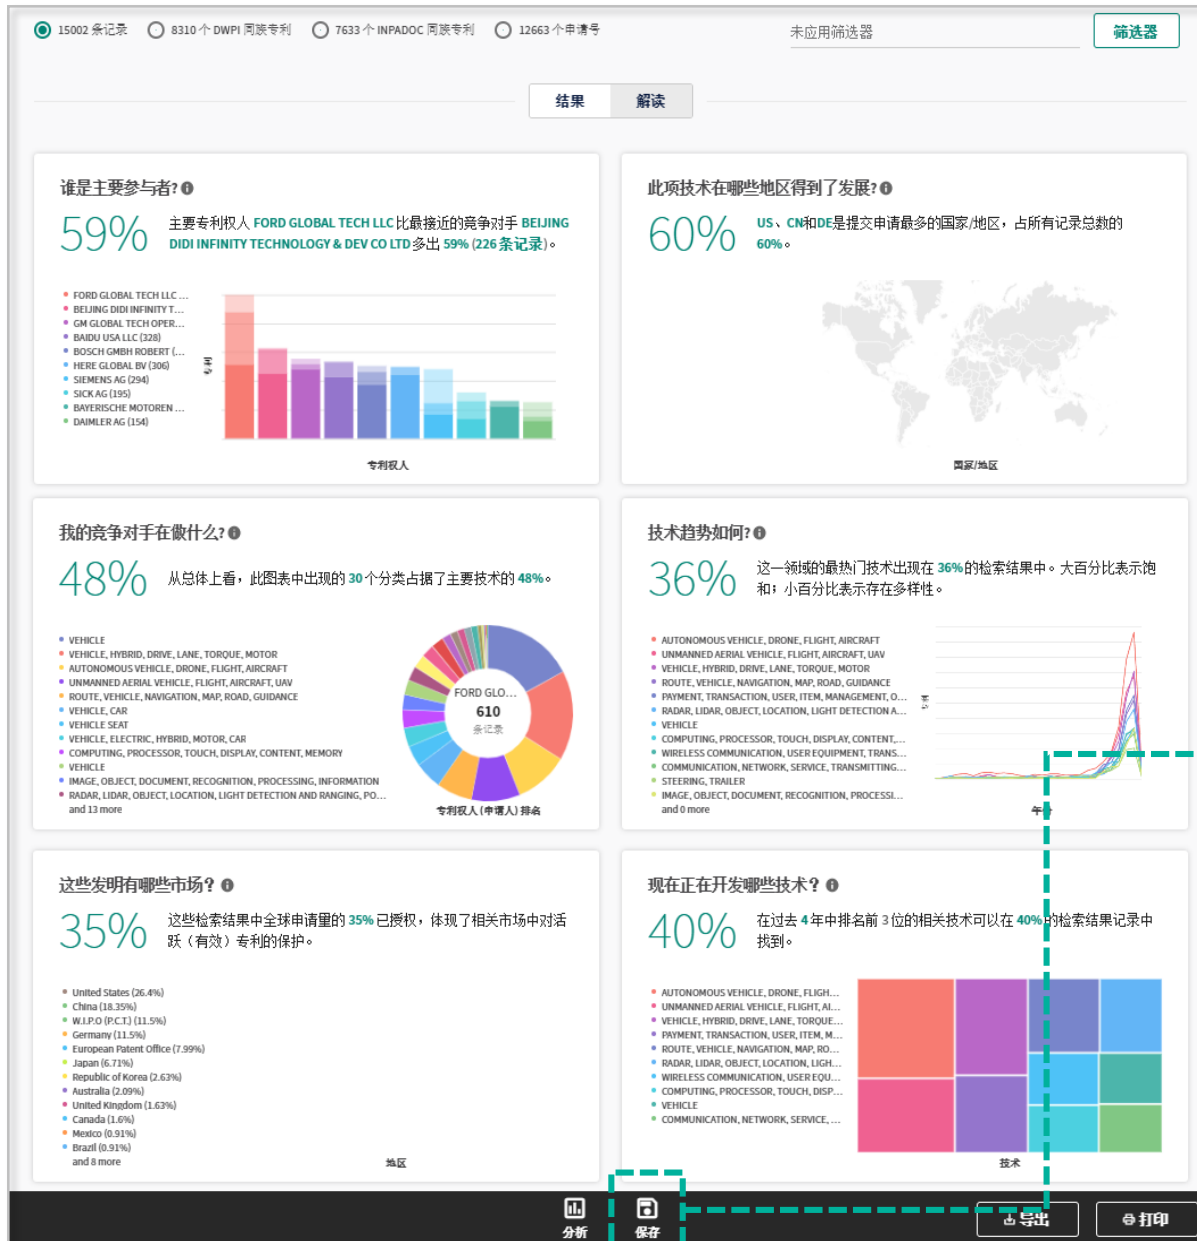 15002 条记录 8310 个 DWPI 同族专利 7633 个 INPADOC 同族专利 12663 个申请号 未应用筛选器 筛选器
结果 解读
谁是主要参与者?
59%
主要专利权人 FORD GLOBAL TECH LLC 比最接近的竞争对手 BEIJING
DIDI INFINITY TECHNOLOGY & DEV CO LTD 多出 59% (226 条记录)。
FORD GLOBAL TECH LLC ...
BEIJING DIDI INFINITY T...
GM GLOBAL TECH OPER...
BAIDU USA LLC (328)
BOSCH GMBH ROBERT (...
HERE GLOBAL BV (306)
SIEMENS AG (294)
SICK AG (195)
BAYERISCHE MOTOREN ...
DAIMLER AG (154)
专利
专利权人
此项技术在哪些地区得到了发展?
60%
US、CN和DE是提交申请最多的国家/地区，占所有记录总数的
60%。
国家/地区
我的竞争对手在做什么?
48%
从总体上看，此图表中出现的 30 个分类占据了主要技术的 48%。
VEHICLE
VEHICLE, HYBRID, DRIVE, LANE, TORQUE, MOTOR
AUTONOMOUS VEHICLE, DRONE, FLIGHT, AIRCRAFT
UNMANNED AERIAL VEHICLE, FLIGHT, AIRCRAFT, UAV
ROUTE, VEHICLE, NAVIGATION, MAP, ROAD, GUIDANCE
VEHICLE, CAR
VEHICLE SEAT
VEHICLE, ELECTRIC, HYBRID, MOTOR, CAR
COMPUTING, PROCESSOR, TOUCH, DISPLAY, CONTENT, MEMORY
VEHICLE
IMAGE, OBJECT, DOCUMENT, RECOGNITION, PROCESSING, INFORMATION
RADAR, LIDAR, OBJECT, LOCATION, LIGHT DETECTION AND RANGING, PO...
and 13 more
FORD GLO...
610
条记录
专利权人 (申请人) 排名
技术趋势如何?
36%
这一领域的最热门技术出现在 36% 的检索结果中。大百分比表示饱
和；小百分比表示存在多样性。
AUTONOMOUS VEHICLE, DRONE, FLIGHT, AIRCRAFT
UNMANNED AERIAL VEHICLE, FLIGHT, AIRCRAFT, UAV
VEHICLE, HYBRID, DRIVE, LANE, TORQUE, MOTOR
ROUTE, VEHICLE, NAVIGATION, MAP, ROAD, GUIDANCE
PAYMENT, TRANSACTION, USER, ITEM, MANAGEMENT, O...
RADAR, LIDAR, OBJECT, LOCATION, LIGHT DETECTION A...
VEHICLE
COMPUTING, PROCESSOR, TOUCH, DISPLAY, CONTENT,...
WIRELESS COMMUNICATION, USER EQUIPMENT, TRANS...
COMMUNICATION, NETWORK, SERVICE, TRANSMITTING...
STEERING, TRAILER
IMAGE, OBJECT, DOCUMENT, RECOGNITION, PROCESSI...
and 0 more
专利
年份
这些发明有哪些市场？
35%
这些检索结果中全球申请量的 35% 已授权，体现了相关市场中对活
跃（有效）专利的保护。
United States (26.4%)
China (18.35%)
W.I.P.O (P.C.T.) (11.5%)
Germany (11.5%)
European Patent Office (7.99%)
Japan (6.71%)
Republic of Korea (2.63%)
Australia (2.09%)
United Kingdom (1.63%)
Canada (1.6%)
Mexico (0.91%)
Brazil (0.91%)
and 8 more
地区
现在正在开发哪些技术？
40%
在过去 4 年中排名前 3 位的相关技术可以在 40% 的检索结果记录中
找到。
AUTONOMOUS VEHICLE, DRONE, FLIGH...
UNMANNED AERIAL VEHICLE, FLIGHT, AI...
VEHICLE, HYBRID, DRIVE, LANE, TORQUE...
PAYMENT, TRANSACTION, USER, ITEM, M...
ROUTE, VEHICLE, NAVIGATION, MAP, RO...
RADAR, LIDAR, OBJECT, LOCATION, LIGH...
WIRELESS COMMUNICATION, USER EQU...
COMPUTING, PROCESSOR, TOUCH, DISP...
VEHICLE
COMMUNICATION, NETWORK, SERVICE, ...
技术
分析 保存 导出 打印